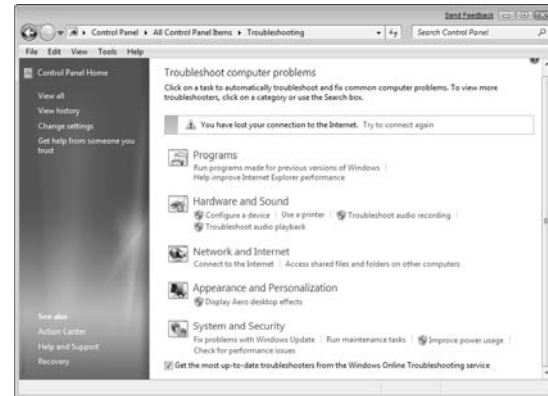 Send Feedback
Control Panel ▸ All Control Panel Items ▸ Troubleshooting
Search Control Panel
File Edit View Tools Help
Control Panel Home
View all
View history
Change settings
Get help from someone you
trust
See also
Action Center
Help and Support
Recovery
Troubleshoot computer problems
Click on a task to automatically troubleshoot and fix common computer problems. To view more
troubleshooters, click on a category or use the Search box.
You have lost your connection to the Internet. Try to connect again
Programs
Run programs made for previous versions of Windows
Help improve Internet Explorer performance
Hardware and Sound
Configure a device | Use a printer | Troubleshoot audio recording
Troubleshoot audio playback
Network and Internet
Connect to the Internet | Access shared files and folders on other computers
Appearance and Personalization
Display Aero desktop effects
System and Security
Fix problems with Windows Update | Run maintenance tasks | Improve power usage
Check for performance issues
Get the most up-to-date troubleshooters from the Windows Online Troubleshooting service